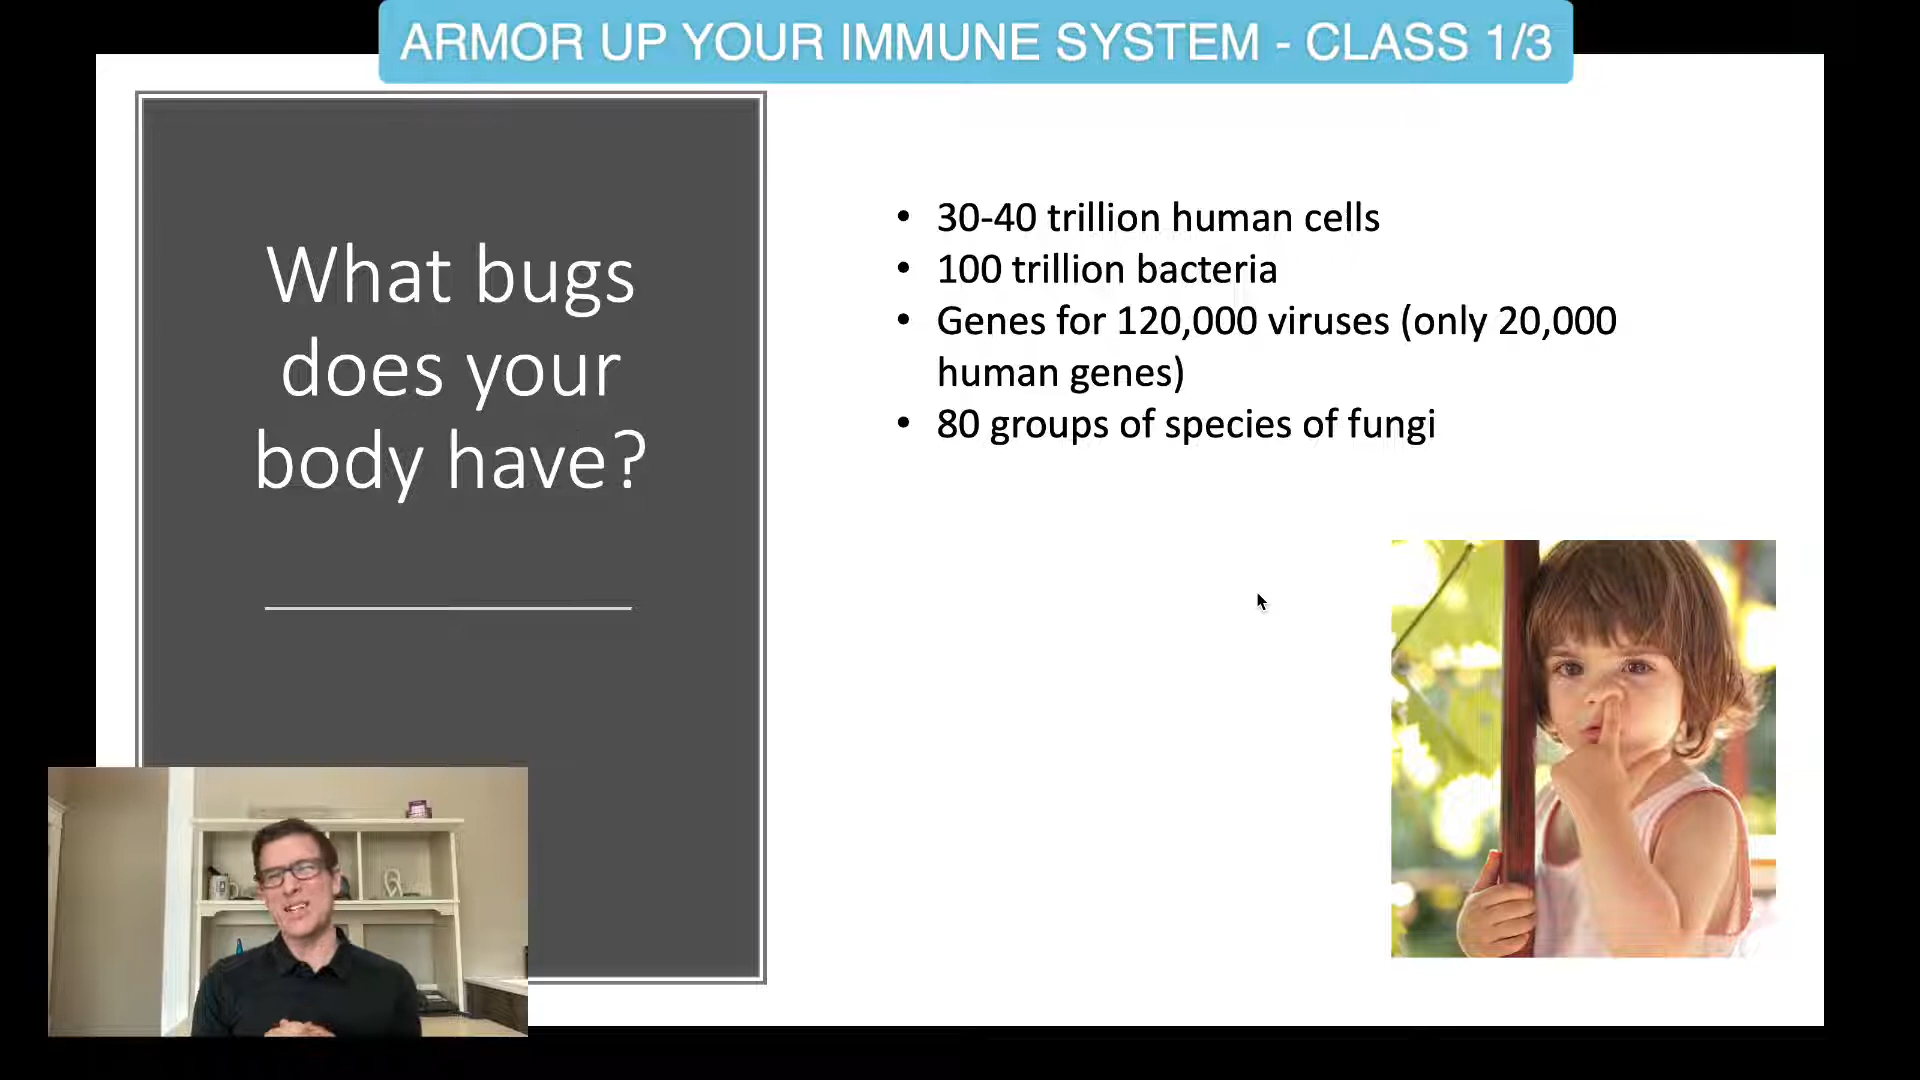 ARMOR UP YOUR IMMUNE SYSTEM - CLASS 1/3
What bugs
does your
body have?
• 30-40 trillion human cells
• 100 trillion bacteria
• Genes for 120,000 viruses (only 20,000
human genes)
• 80 groups of species of fungi